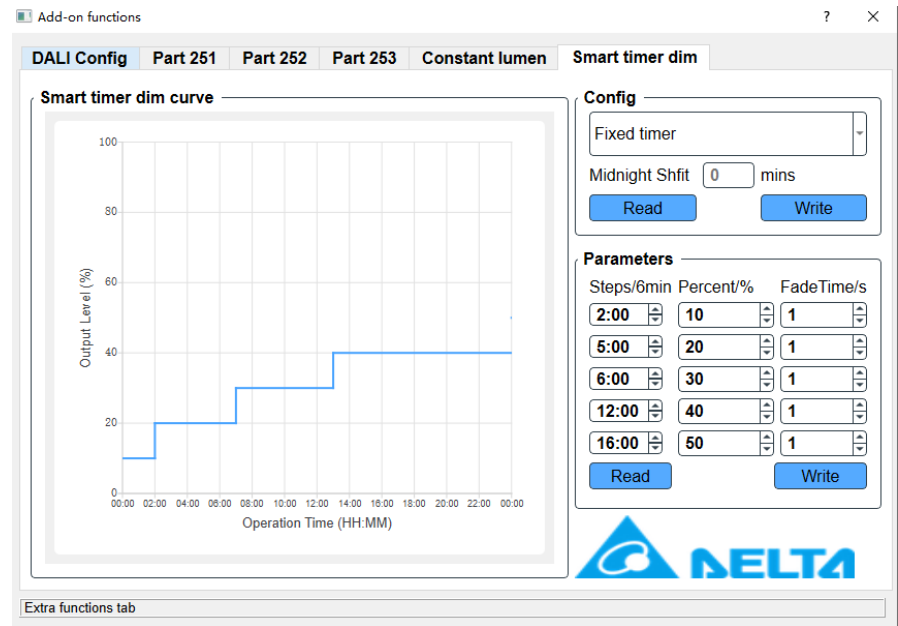 Add-on functions ? ×
DALI Config Part 251 Part 252 Part 253 Constant lumen Smart timer dim
Smart timer dim curve
100
80
60
40
20
0
Output Level (%)
00:00 02:00 04:00 06:00 08:00 10:00 12:00 14:00 16:00 18:00 20:00 22:00 00:00
Operation Time (HH:MM)
Config
Fixed timer
Midnight Shfit 0 mins
Read Write
Parameters
Steps/6min Percent/% FadeTime/s
2:00 10 1
5:00 20 1
6:00 30 1
12:00 40 1
16:00 50 1
Read Write
DELTA
Extra functions tab